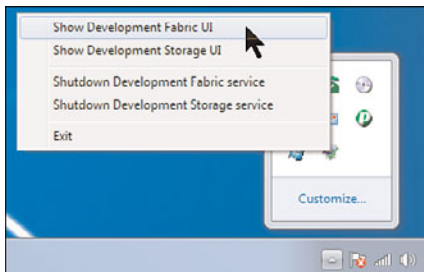 Show Development Fabric UI
Show Development Storage UI
Shutdown Development Fabric service
Shutdown Development Storage service
Exit
Customize...